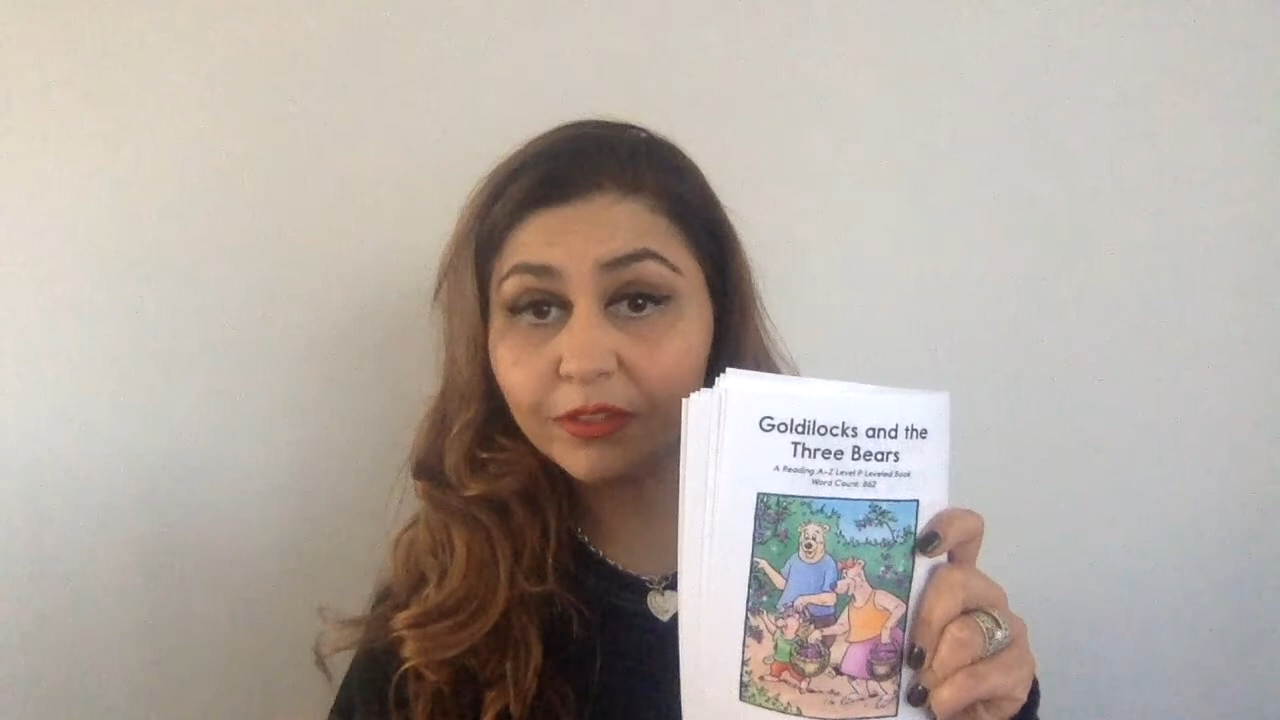 Goldilocks and the
Three Bears
A Reading A-Z Level P Leveled Book
Word Count: 862